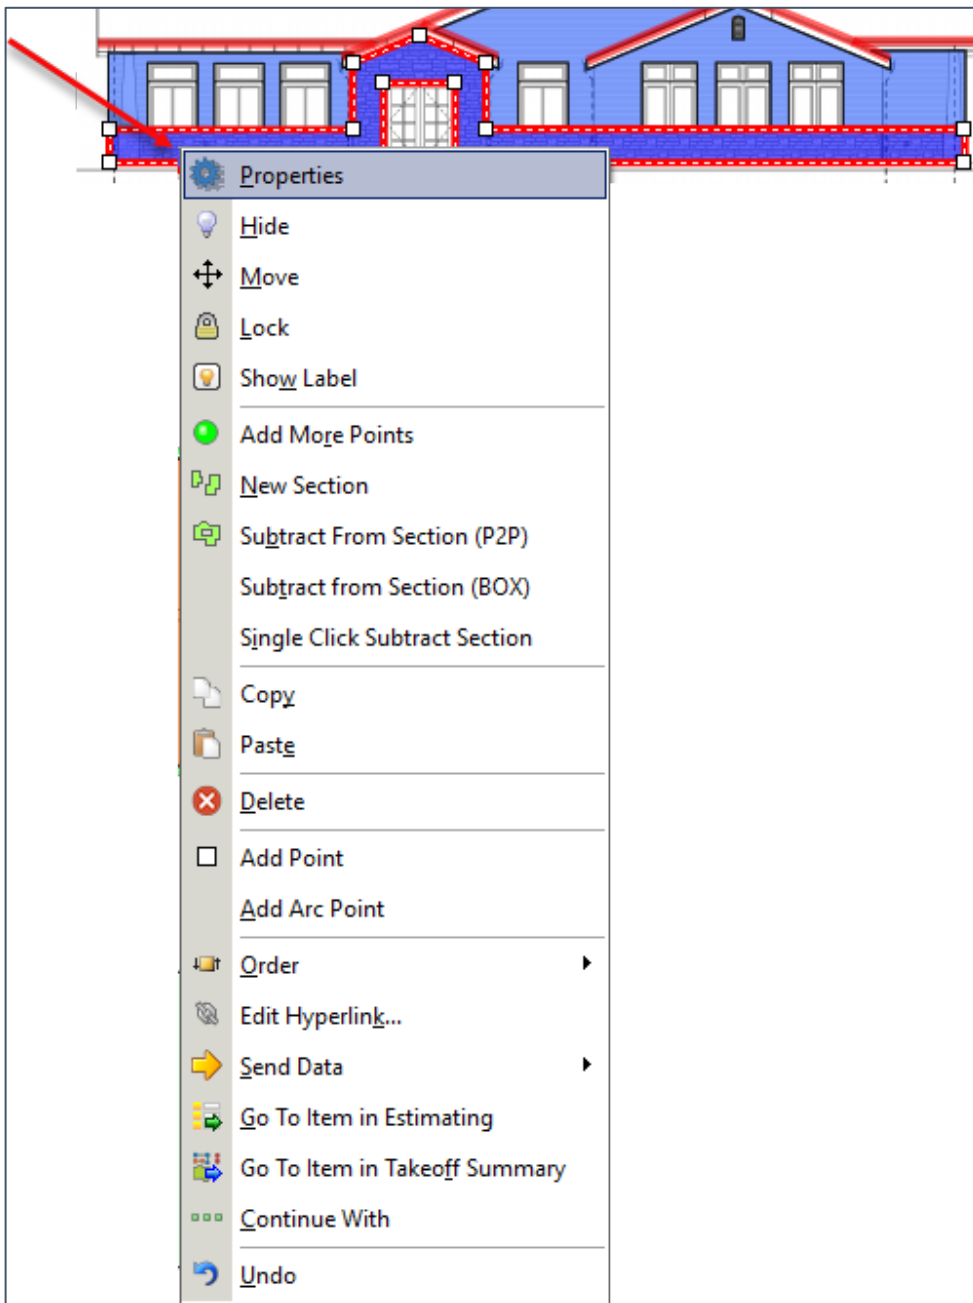 Properties
Hide
Move
Lock
Show Label
Add More Points
New Section
Subtract From Section (P2P)
Subtract from Section (BOX)
Single Click Subtract Section
Copy
Paste
Delete
Add Point
Add Arc Point
Order
Edit Hyperlink...
Send Data
Go To Item in Estimating
Go To Item in Takeoff Summary
Continue With
Undo